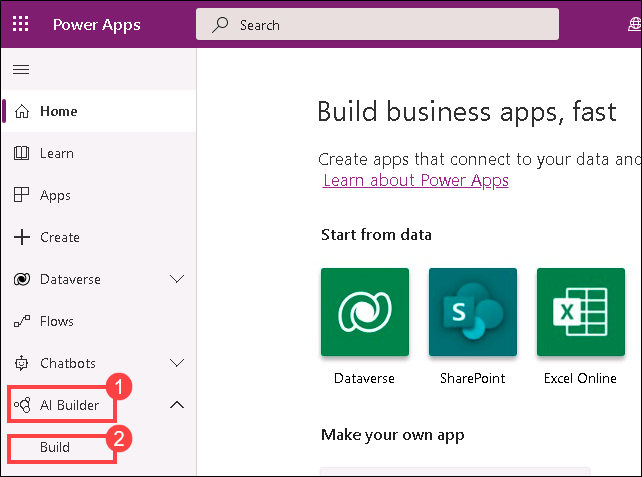 Power Apps
Search
Home
Learn
Apps
Create
Dataverse
Flows
Chatbots
AI Builder
1
Build
2
Build business apps, fast
Create apps that connect to your data and
Learn about Power Apps
Start from data
S
X
Dataverse
SharePoint
Excel Online
Make your own app